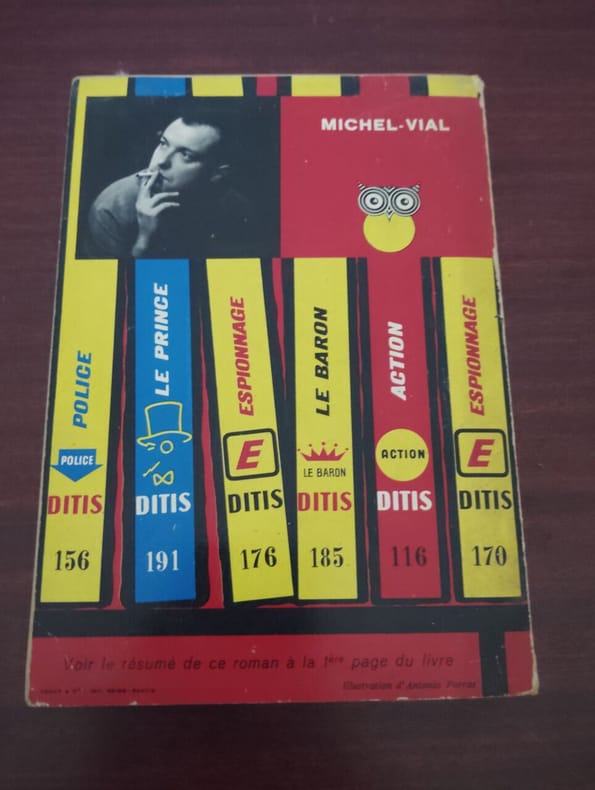 MICHEL-VIAL
POLICE
POLICE
DITIS
156
LE PRINCE
DITIS
191
ESPIONNAGE
E
DITIS
176
LE BARON
LE BARON
DITIS
185
ACTION
ACTION
DITIS
116
ESPIONNAGE
E
DITIS
170
Voir le résumé de ce roman à la 1ère page du livre
Illustration d'Antonio Porras